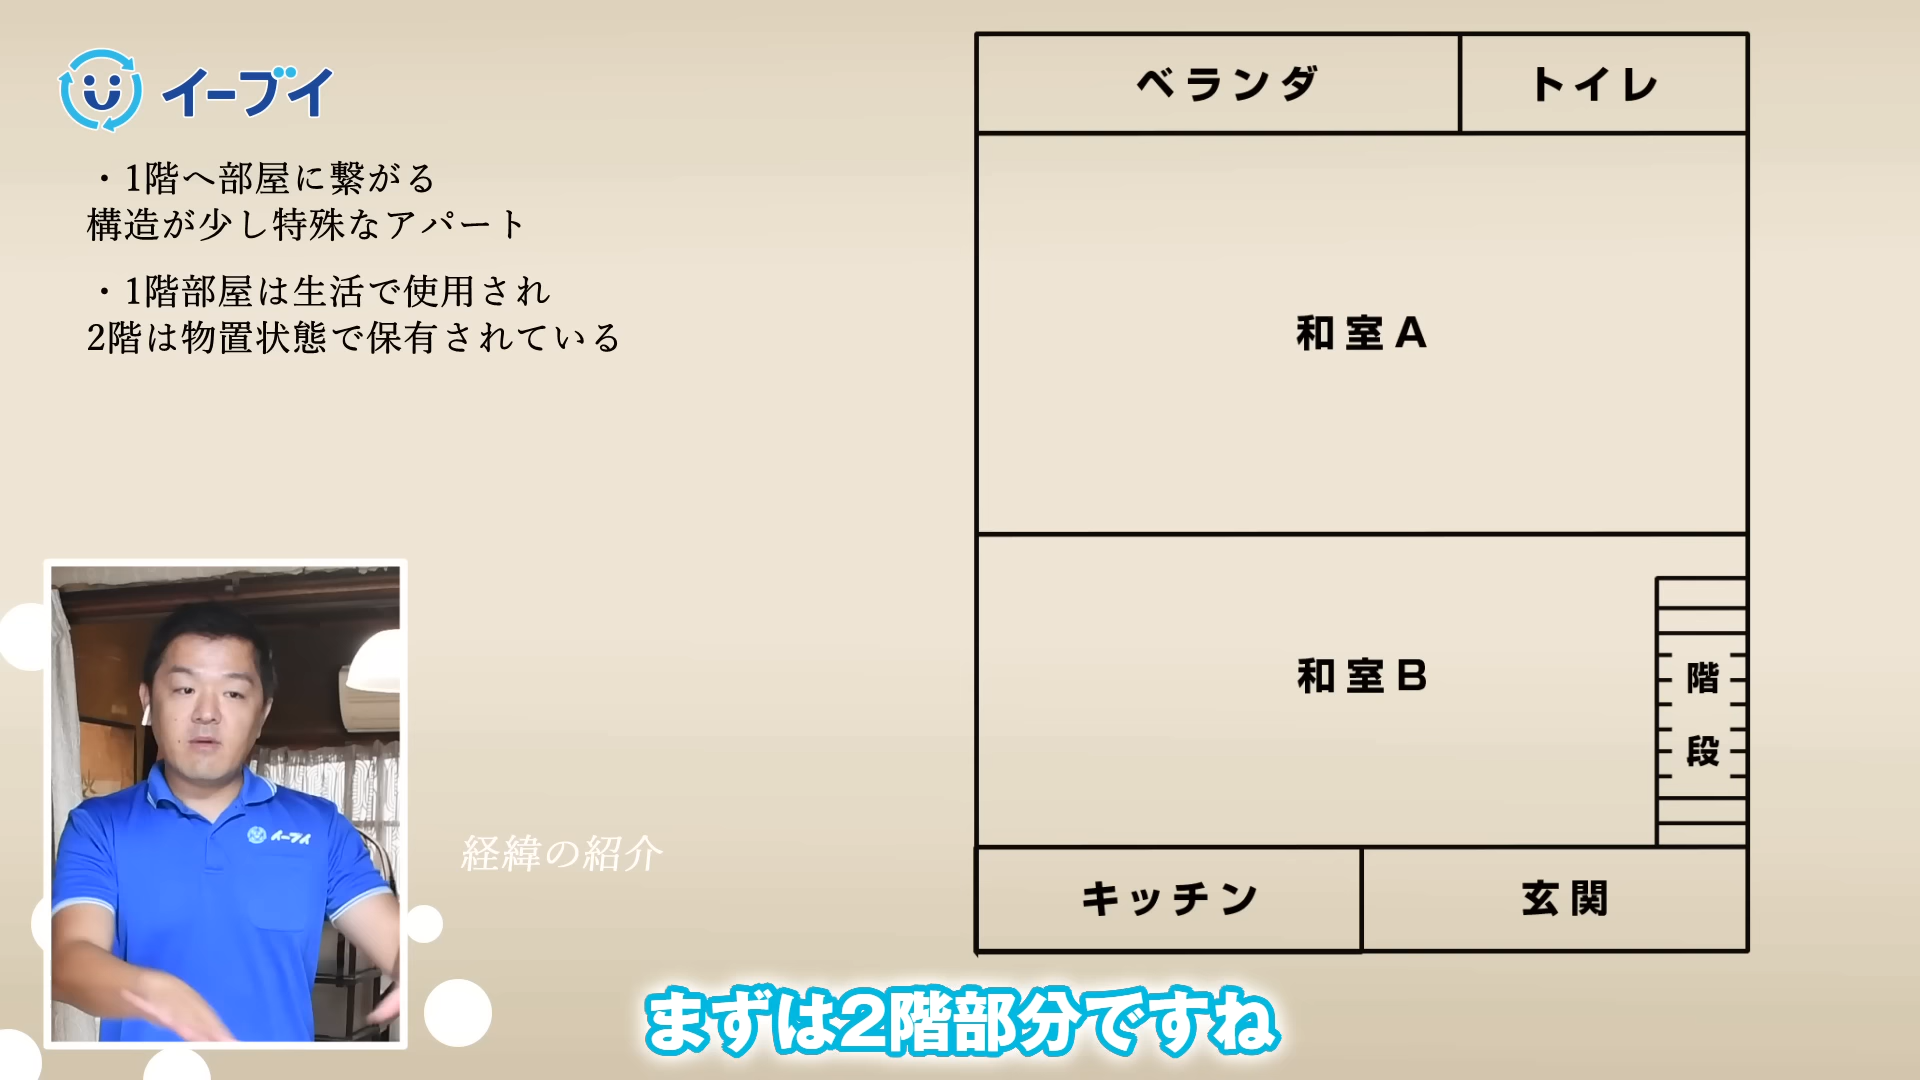 イーブイ
・1階へ部屋に繋がる
構造が少し特殊なアパート
・1階部屋は生活で使用され
2階は物置状態で保有されている
ベランダ
トイレ
和室A
和室B
階段
キッチン
玄関
イーブイ
経緯の紹介
まずは2階部分ですね